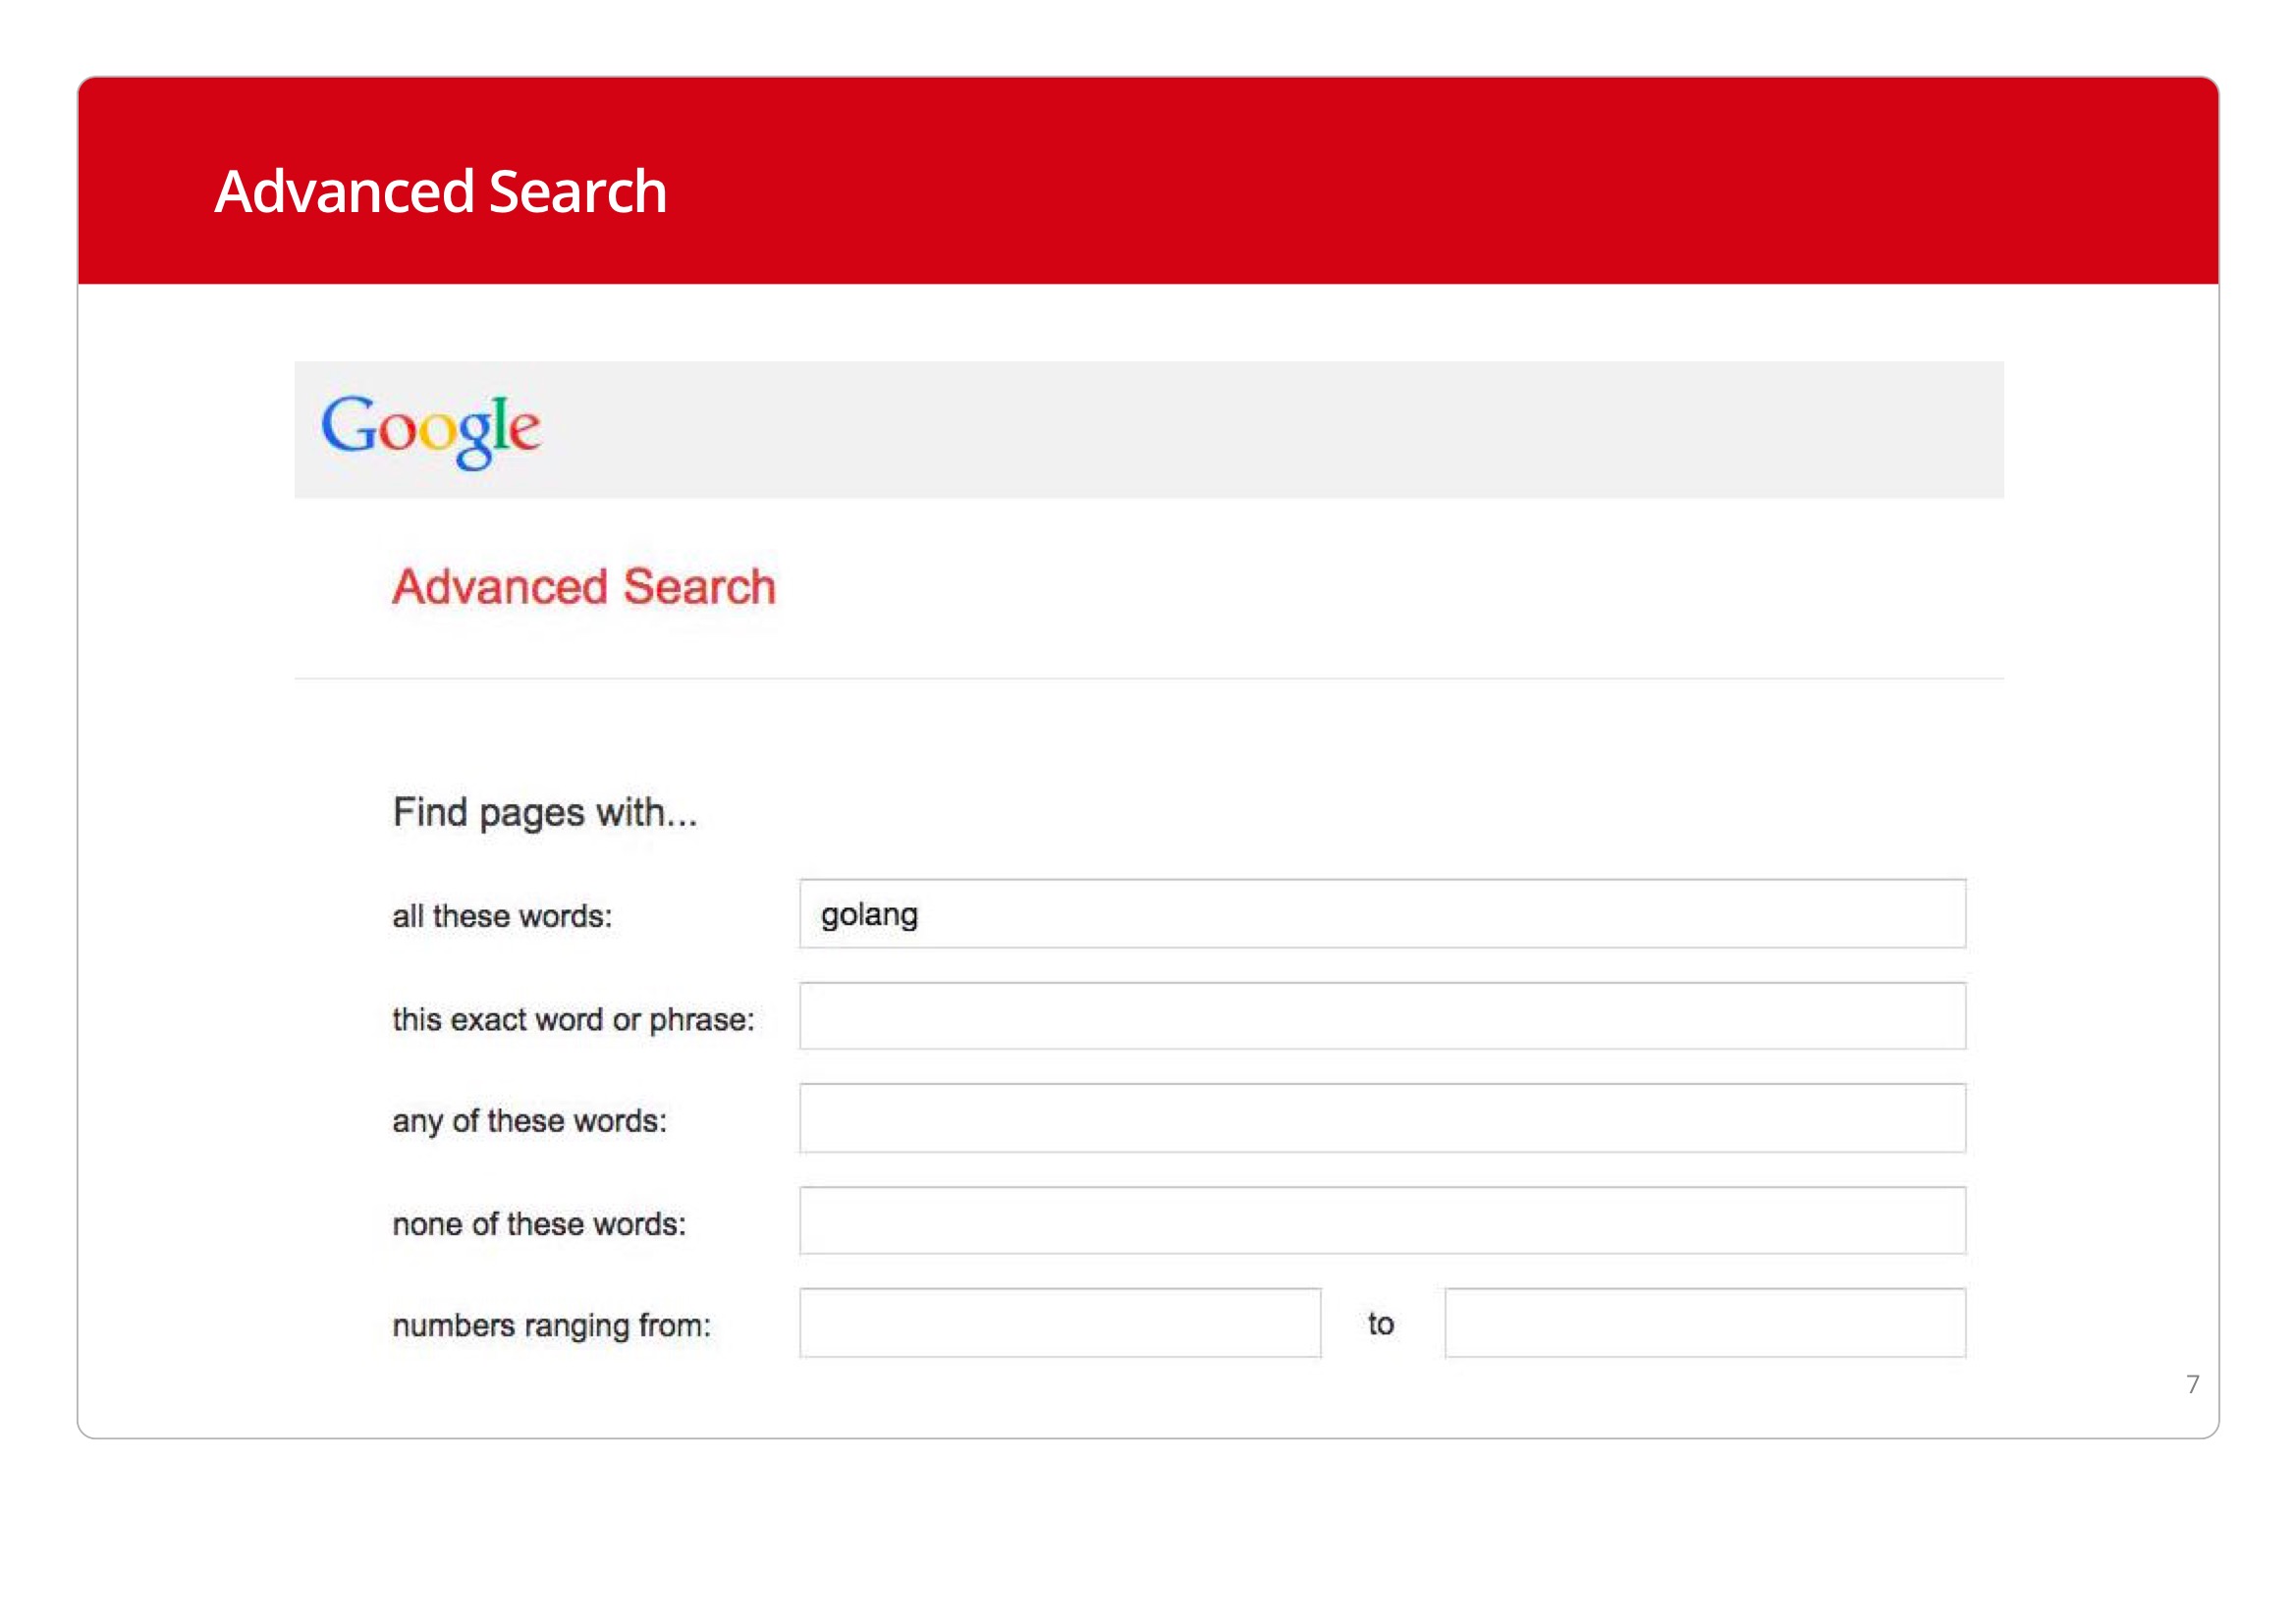 Advanced Search
Google
Advanced Search
Find pages with...
all these words: golang
this exact word or phrase:
any of these words:
none of these words:
numbers ranging from: to
7